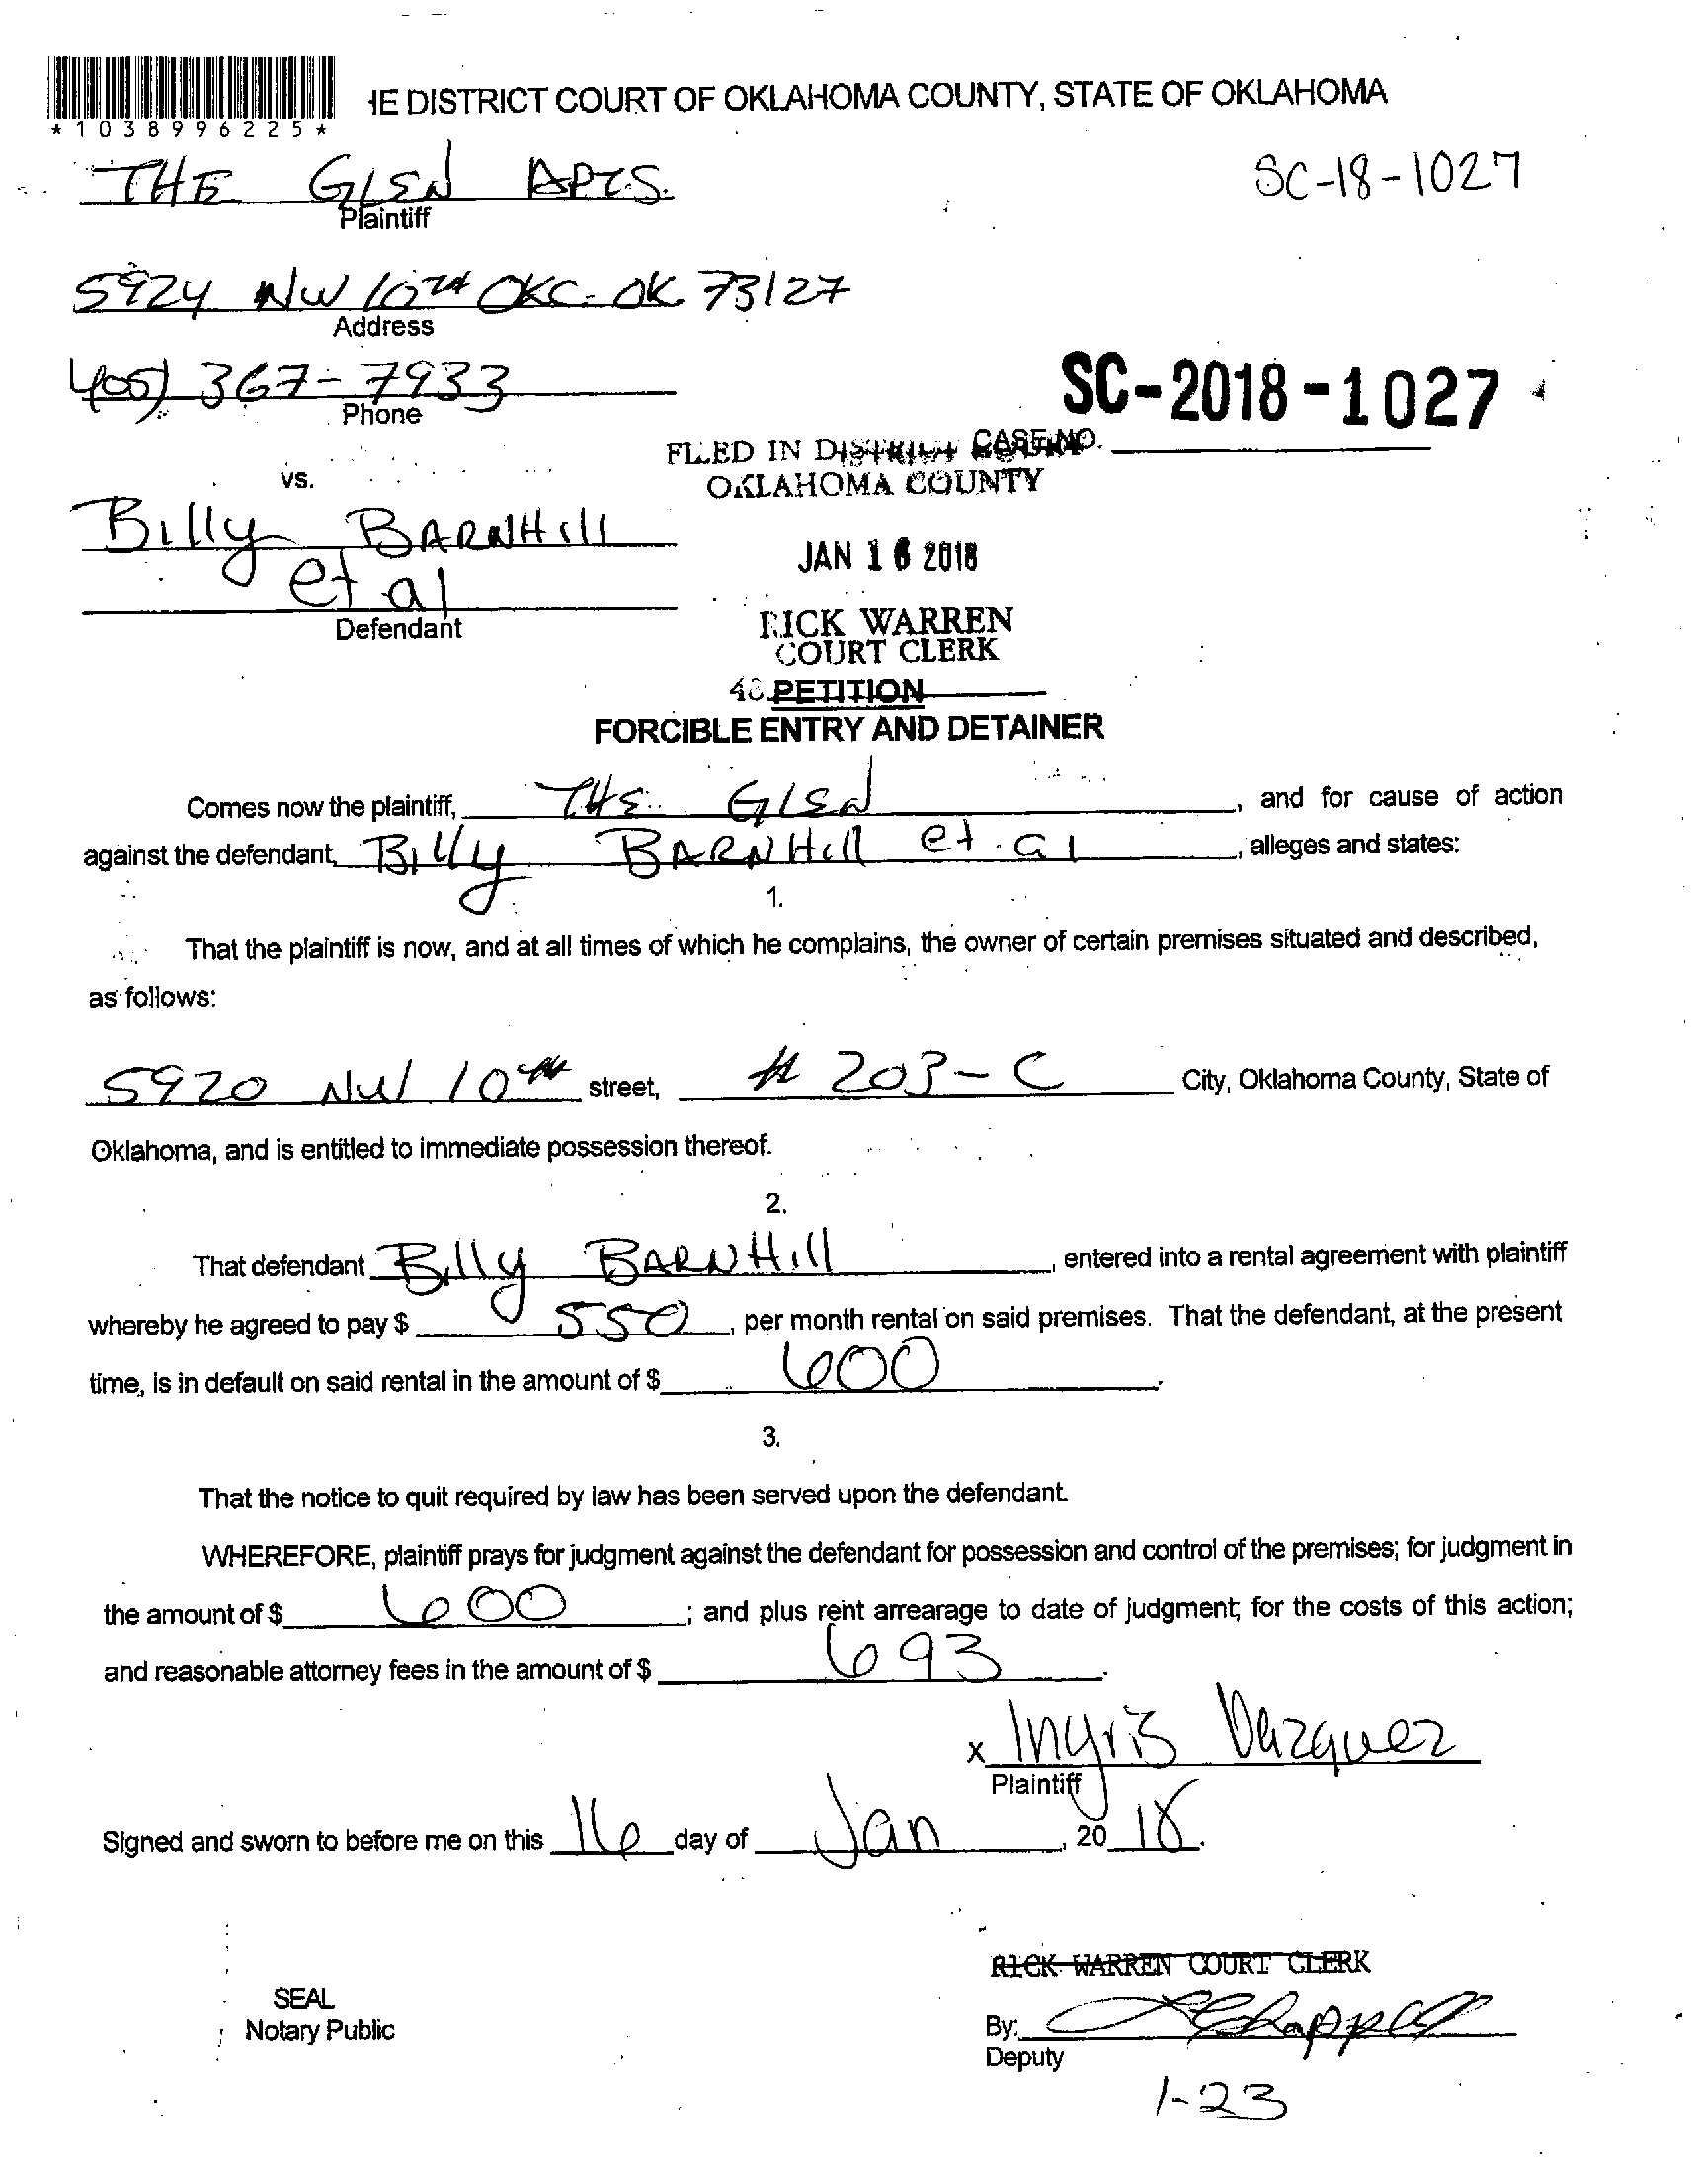 *1038996225*
IE DISTRICT COURT OF OKLAHOMA COUNTY, STATE OF OKLAHOMA
THE GLEN APTS.
Plaintiff
SC-18-1027
5924 NW 10TH OKC. OK 73127
Address
405) 367-7933
Phone
SC-2018-1027
CASE NO.
FILED IN DISTRICT COURT
OKLAHOMA COUNTY
vs.
Billy BARNHill
et al
Defendant
JAN 16 2018
RICK WARREN
COURT CLERK
PETITION
FORCIBLE ENTRY AND DETAINER
Comes now the plaintiff, THE GLEN, and for cause of action
against the defendant, Billy BARNHill et. al, alleges and states:
1.
That the plaintiff is now, and at all times of which he complains, the owner of certain premises situated and described,
as follows:
5920 NW 10th street, # 203-C City, Oklahoma County, State of
Oklahoma, and is entitled to immediate possession thereof.
2.
That defendant Billy BARNHill, entered into a rental agreement with plaintiff
whereby he agreed to pay $ 550, per month rental on said premises. That the defendant, at the present
time, is in default on said rental in the amount of $ 600.
3.
That the notice to quit required by law has been served upon the defendant.
WHEREFORE, plaintiff prays for judgment against the defendant for possession and control of the premises; for judgment in
the amount of $ 600; and plus rent arrearage to date of judgment; for the costs of this action;
and reasonable attorney fees in the amount of $ 693.
x Ingris Vazquez
Plaintiff
Signed and sworn to before me on this 16 day of Jan, 20 18.
RICK WARREN COURT CLERK
SEAL
Notary Public
By:
Deputy
1-23